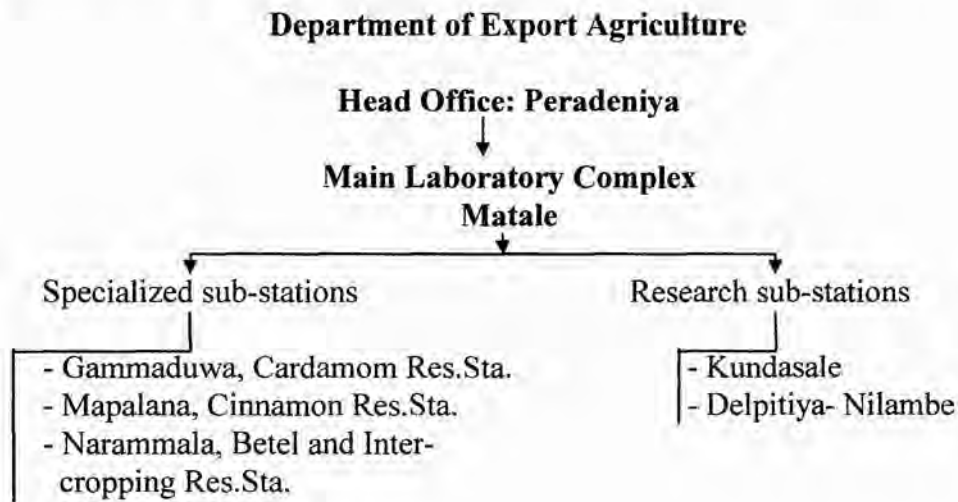 Department of Export Agriculture
Head Office: Peradeniya
Main Laboratory Complex
Matale
Specialized sub-stations
- Gammaduwa, Cardamom Res.Sta.
- Mapalana, Cinnamon Res.Sta.
- Narammala, Betel and Inter-
cropping Res.Sta.
Research sub-stations
- Kundasale
- Delpitiya- Nilambe